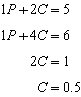 1P + 2C = 5
1P + 4C = 6
2C = 1
C = 0.5